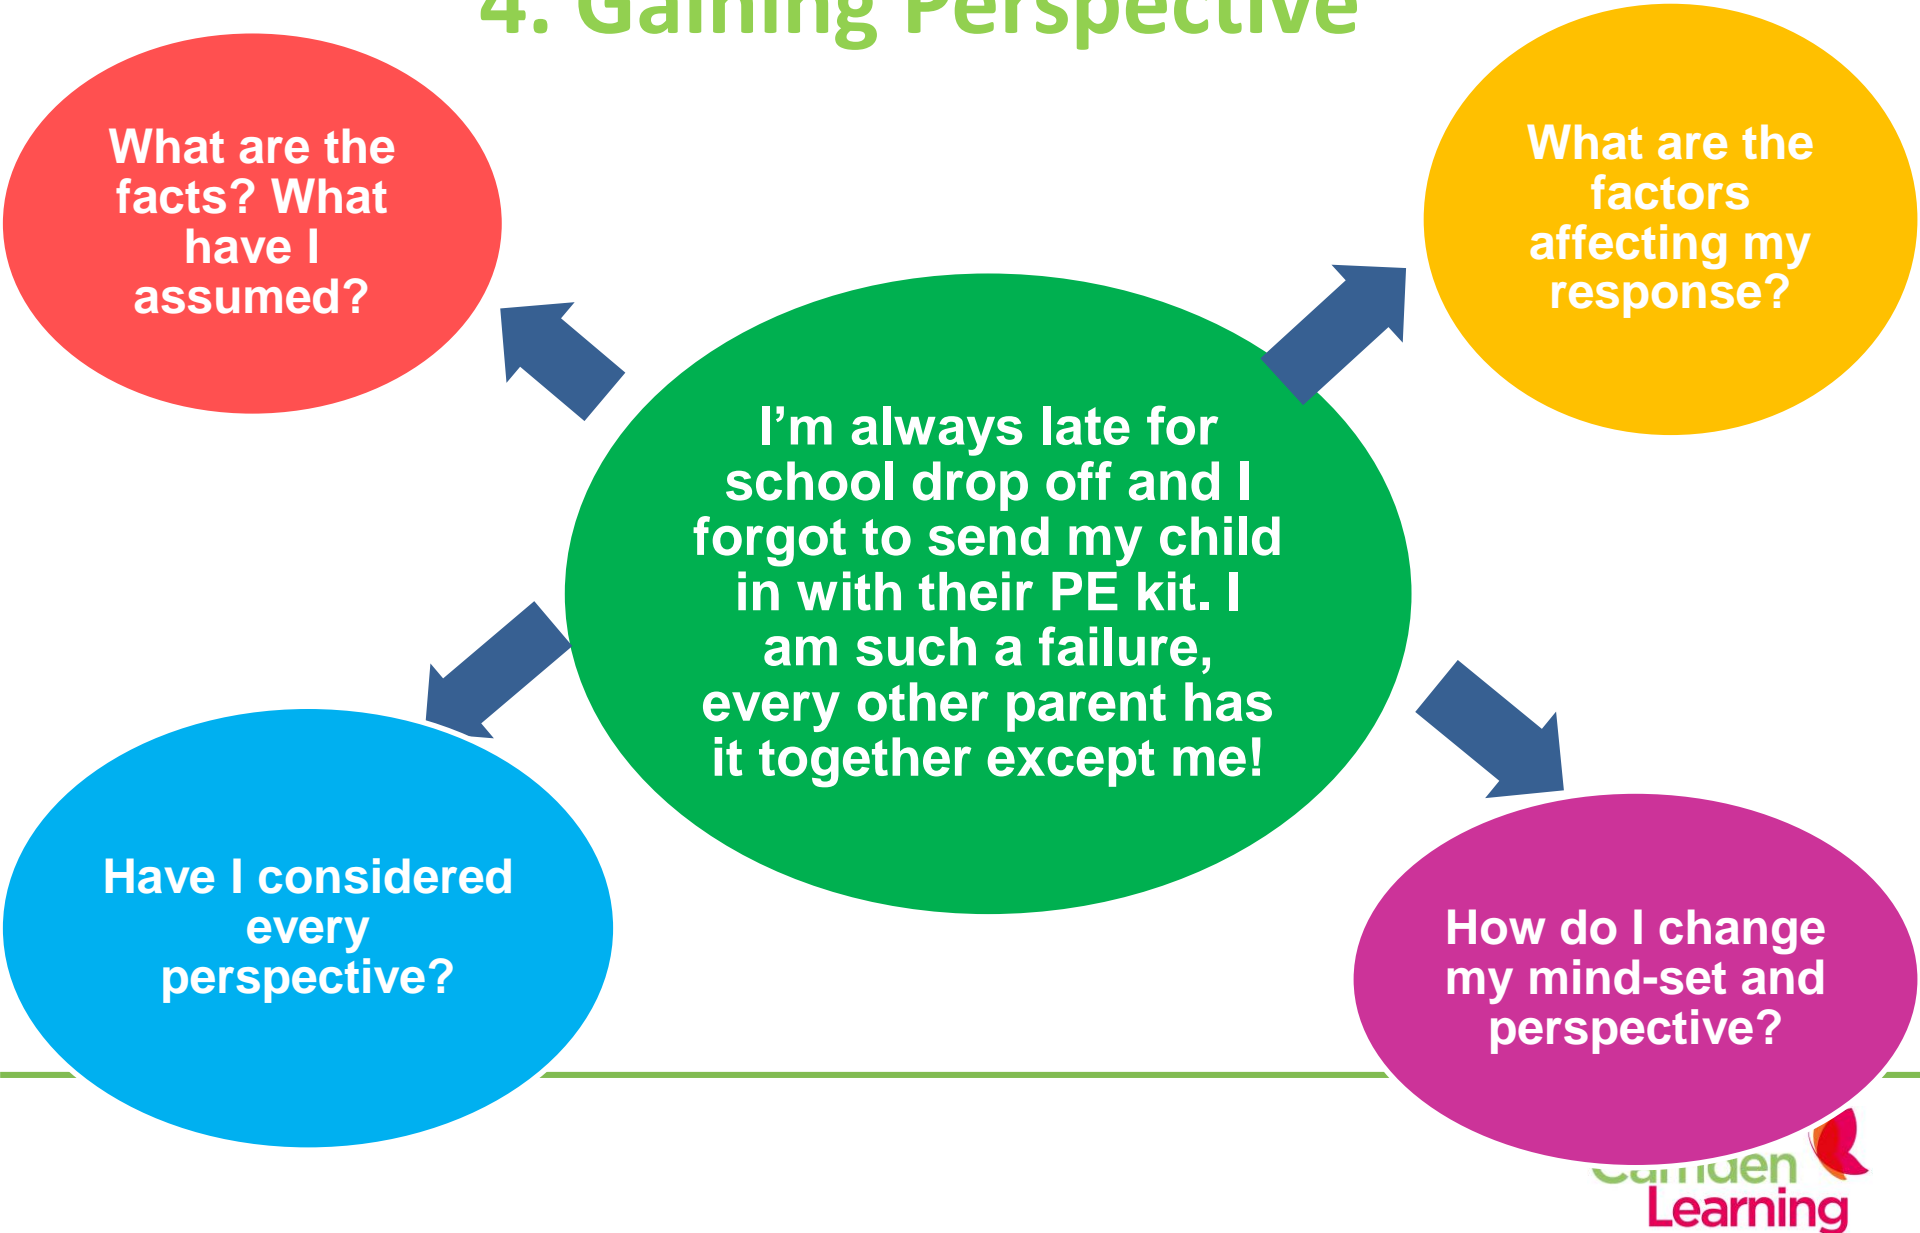 4. Gaining Perspective
What are the
facts? What
have I
assumed?
What are the
factors
affecting my
response?
I’m always late for
school drop off and I
forgot to send my child
in with their PE kit. I
am such a failure,
every other parent has
it together except me!
Have I considered
every
perspective?
How do I change
my mind-set and
perspective?
Camden
Learning